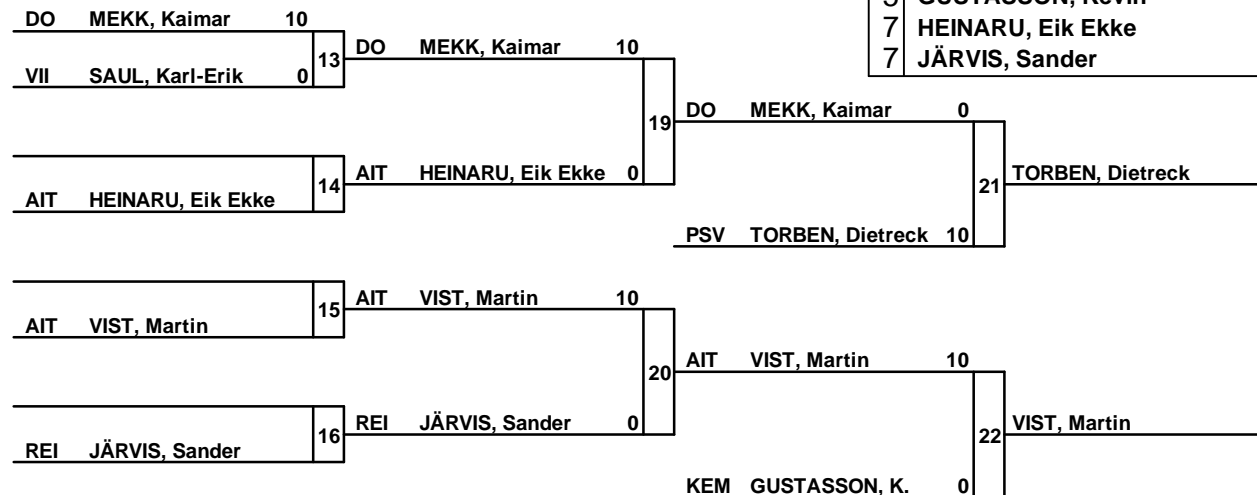 5 GUSTASSON, Kevin
DO MEKK, Kaimar 10
7 HEINARU, Eik Ekke
13 DO MEKK, Kaimar 10
7 JÄRVIS, Sander
VII SAUL, Karl-Erik 0
DO MEKK, Kaimar 0
19
14 AIT HEINARU, Eik Ekke 0
21 TORBEN, Dietreck
AIT HEINARU, Eik Ekke
PSV TORBEN, Dietreck 10
15 AIT VIST, Martin 10
AIT VIST, Martin
20 AIT VIST, Martin 10
16 REI JÄRVIS, Sander 0
22 VIST, Martin
REI JÄRVIS, Sander
KEM GUSTASSON, K. 0